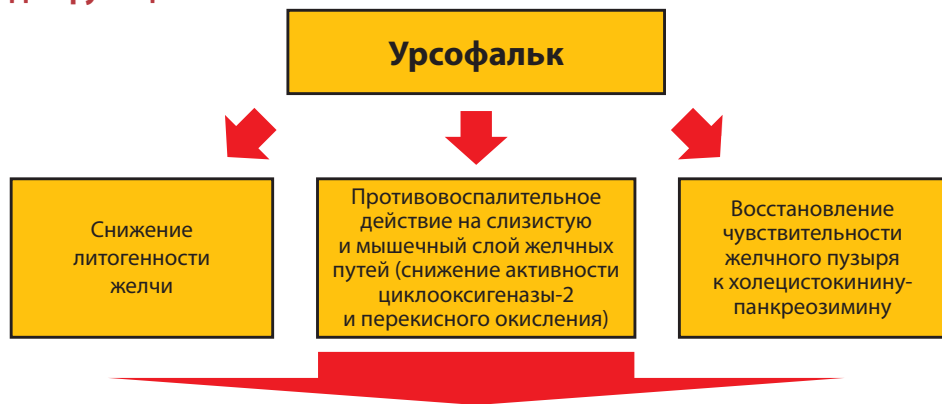 Урсофальк
Снижение
литогенности
желчи
Противовоспалительное
действие на слизистую
и мышечный слой желчных
путей (снижение активности
циклооксигеназы-2
и перекисного окисления)
Восстановление
чувствительности
желчного пузыря
к холецистокинину-
панкреозимину